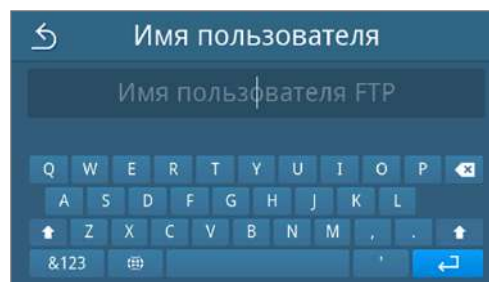 Имя пользователя
Имя пользователя FTP
Q W E R T Y U I O P
A S D F G H J K L
Z X C V B N M , .
&123 '